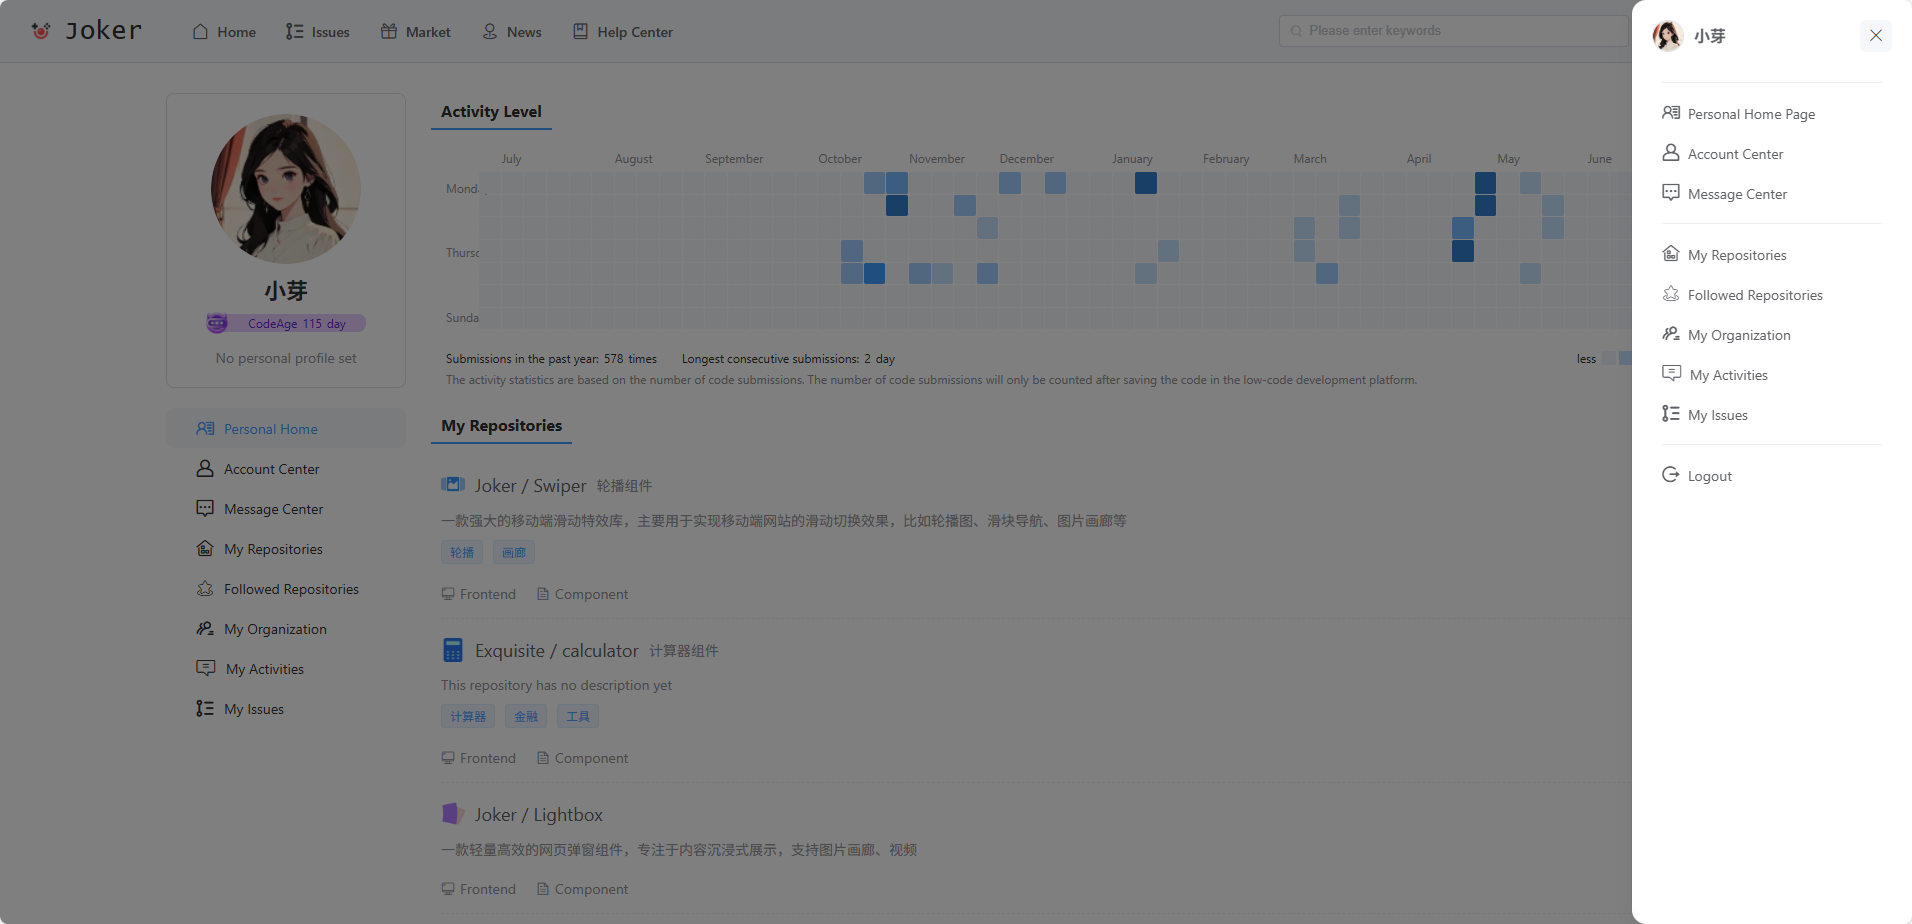 Joker Home Issues Market News Help Center Please enter keywords
小芽
No personal profile set
CodeAge 115 day
Personal Home
Account Center
Message Center
My Repositories
Followed Repositories
My Organization
My Activities
My Issues
Activity Level
July August September October November December January February March April May June
Mond
Thurs
Sunda
Submissions in the past year: 578 times Longest consecutive submissions: 2 day less
The activity statistics are based on the number of code submissions. The number of code submissions will only be counted after saving the code in the low-code development platform.
My Repositories
Joker / Swiper 轮播组件
一款强大的移动端滑动特效库，主要用于实现移动端网站的滑动切换效果，比如轮播图、滑块导航、图片画廊等
轮播 画廊
Frontend Component
Exquisite / calculator 计算器组件
This repository has no description yet
计算器 金融 工具
Frontend Component
Joker / Lightbox
一款轻量高效的网页弹窗组件，专注于内容沉浸式展示，支持图片画廊、视频
Frontend Component
小芽
Personal Home Page
Account Center
Message Center
My Repositories
Followed Repositories
My Organization
My Activities
My Issues
Logout